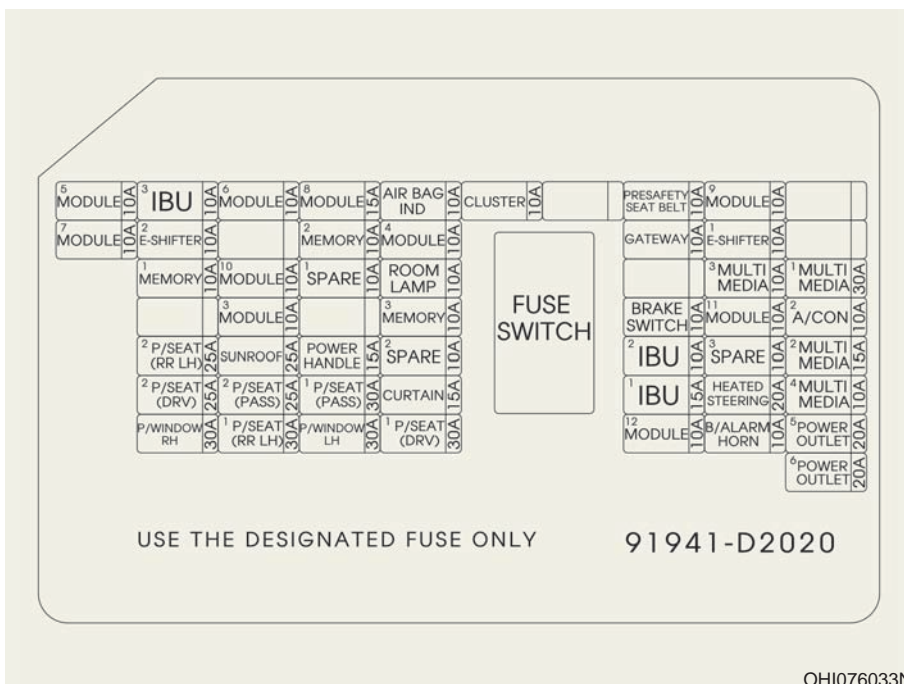 5 MODULE 10A 3 IBU 10A 6 MODULE 10A 8 MODULE 15A AIR BAG IND 10A CLUSTER 10A PRESAFETY SEAT BELT 10A 9 MODULE 10A
7 MODULE 10A 2 E-SHIFTER 10A 2 MEMORY 10A 4 MODULE 10A GATEWAY 10A 1 E-SHIFTER 10A
1 MEMORY 10A 10 MODULE 10A 1 SPARE 10A ROOM LAMP 10A 3 MULTI MEDIA 10A 1 MULTI MEDIA 30A
FUSE SWITCH
3 MODULE 10A 3 MEMORY 10A BRAKE SWITCH 10A 11 MODULE 10A 2 A/CON 10A
2 P/SEAT (RR LH) 25A SUNROOF 25A POWER HANDLE 15A 2 SPARE 10A 2 IBU 10A 3 SPARE 10A 2 MULTI MEDIA 15A
2 P/SEAT (DRV) 25A 2 P/SEAT (PASS) 25A 1 P/SEAT (PASS) 30A CURTAIN 15A 1 IBU 15A HEATED STEERING 20A 4 MULTI MEDIA 10A
P/WINDOW RH 30A 1 P/SEAT (RR LH) 30A P/WINDOW LH 30A 1 P/SEAT (DRV) 30A 12 MODULE 10A B/ALARM HORN 10A 5 POWER OUTLET 20A
6 POWER OUTLET 20A
USE THE DESIGNATED FUSE ONLY 91941-D2020
OHI076033N